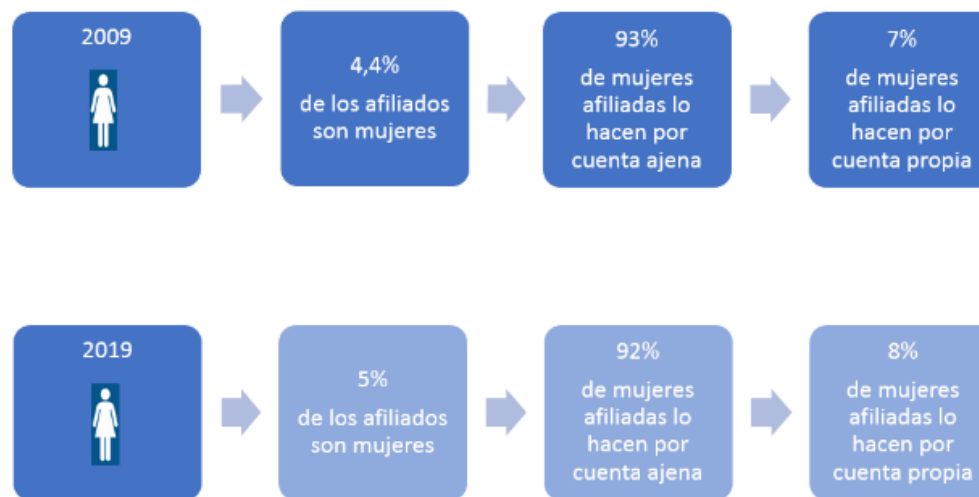 2009
4,4%
de los afiliados
son mujeres
93%
de mujeres
afiliadas lo
hacen por
cuenta ajena
7%
de mujeres
afiliadas lo
hacen por
cuenta propia
2019
5%
de los afiliados
son mujeres
92%
de mujeres
afiliadas lo
hacen por
cuenta ajena
8%
de mujeres
afiliadas lo
hacen por
cuenta propia